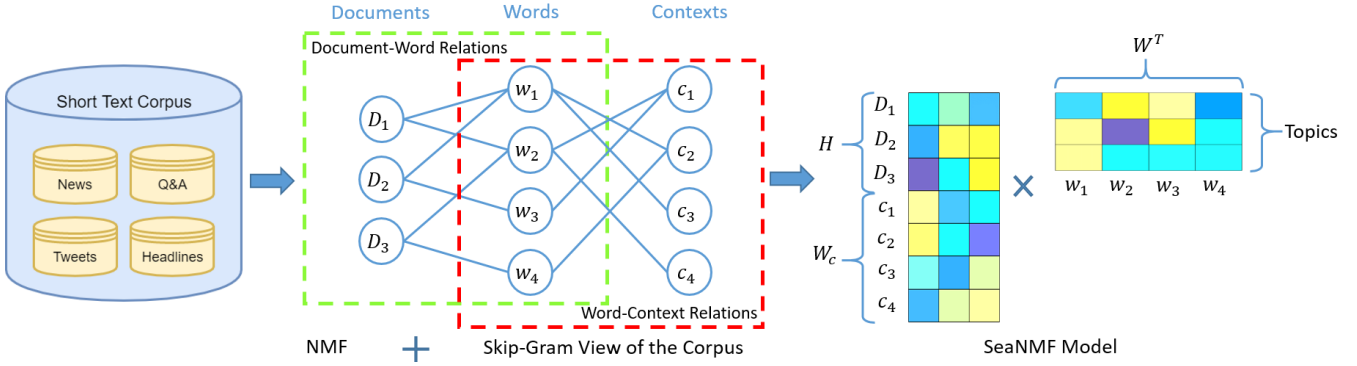 Documents Words Contexts
Document-Word Relations
Short Text Corpus
News Q&A
Tweets Headlines
D₁
D₂
D₃
w₁
w₂
w₃
w₄
c₁
c₂
c₃
c₄
Word-Context Relations
NMF + Skip-Gram View of the Corpus
H
W_c
D₁
D₂
D₃
c₁
c₂
c₃
c₄
×
Wᵀ
Topics
w₁ w₂ w₃ w₄
SeaNMF Model